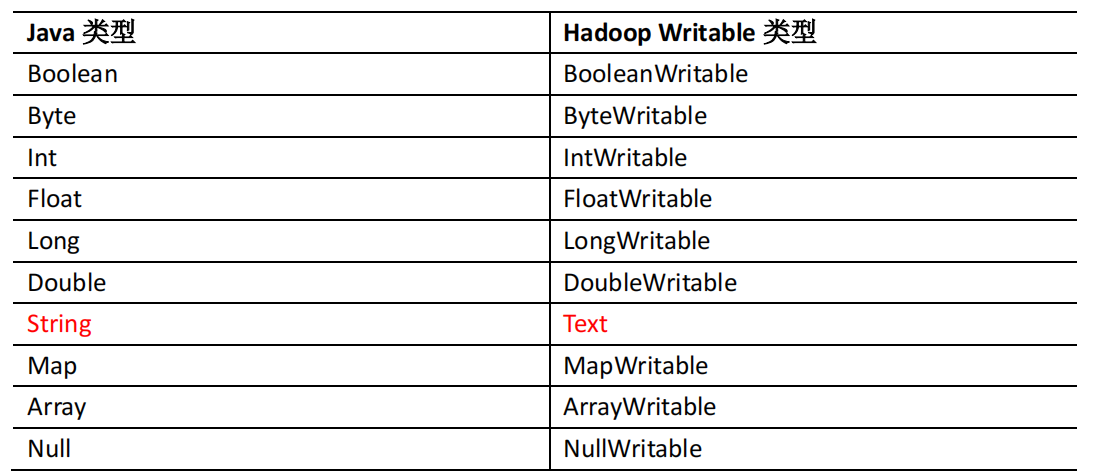 Java 类型 Hadoop Writable 类型
Boolean BooleanWritable
Byte ByteWritable
Int IntWritable
Float FloatWritable
Long LongWritable
Double DoubleWritable
String Text
Map MapWritable
Array ArrayWritable
Null NullWritable